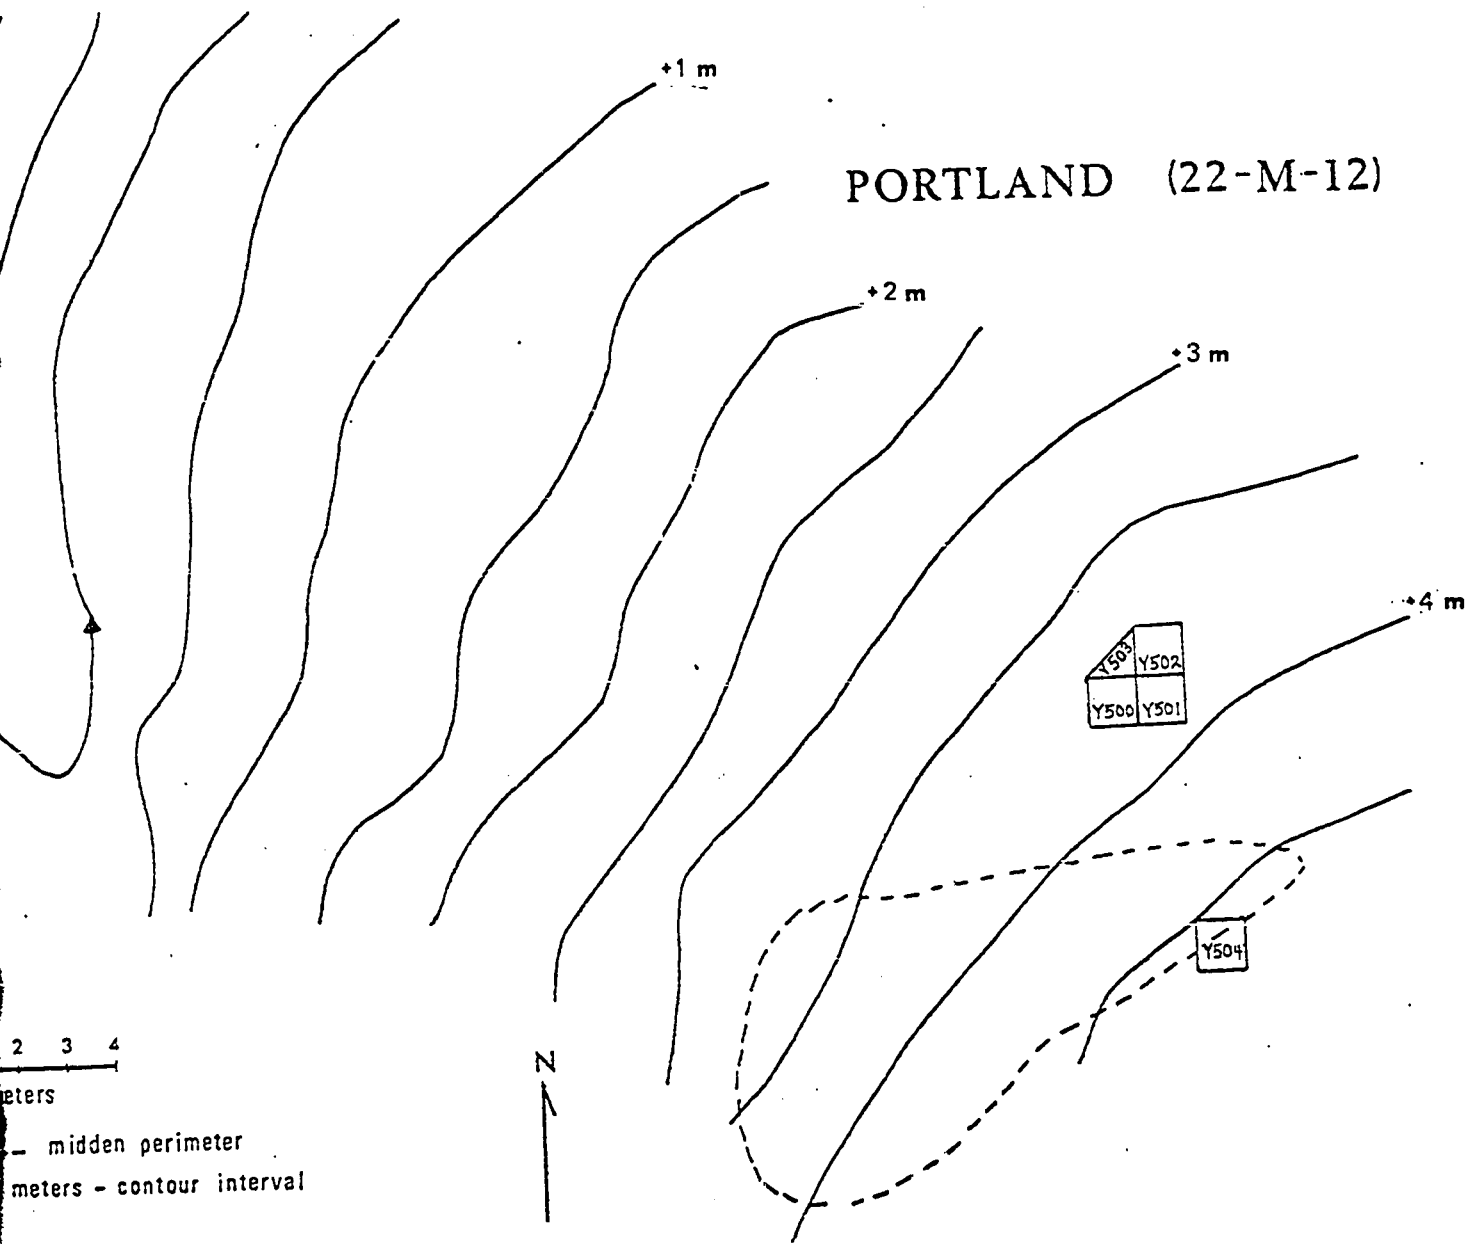 +1 m
PORTLAND (22-M-12)
+2 m
+3 m
+4 m
Y503
Y502
Y500
Y501
Y504
2 3 4
eters
N
midden perimeter
meters - contour interval